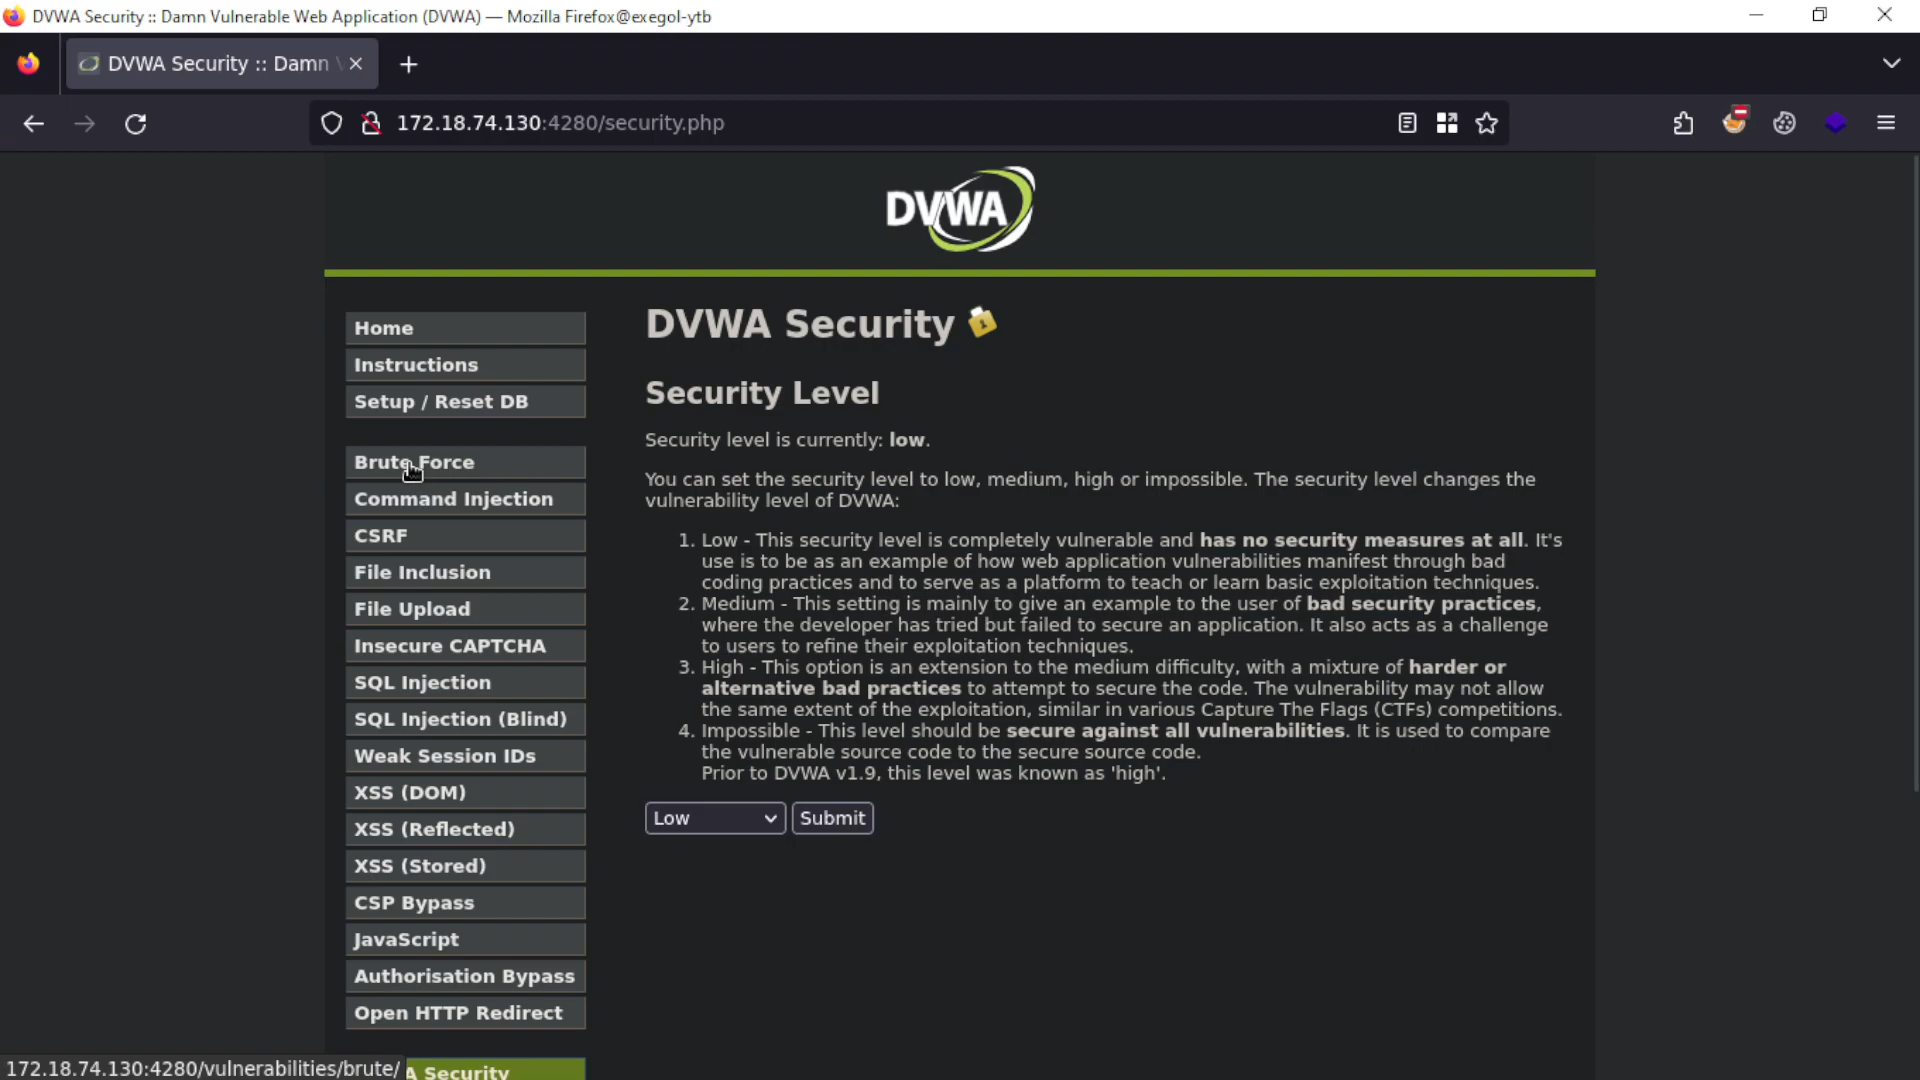 DVWA Security :: Damn Vulnerable Web Application (DVWA) — Mozilla Firefox@exegol-ytb
DVWA Security :: Damn
172.18.74.130:4280/security.php
DVWA
Home
Instructions
Setup / Reset DB
Brute Force
Command Injection
CSRF
File Inclusion
File Upload
Insecure CAPTCHA
SQL Injection
SQL Injection (Blind)
Weak Session IDs
XSS (DOM)
XSS (Reflected)
XSS (Stored)
CSP Bypass
JavaScript
Authorisation Bypass
Open HTTP Redirect
A Security
DVWA Security
Security Level
Security level is currently: low.
You can set the security level to low, medium, high or impossible. The security level changes the
vulnerability level of DVWA:
1. Low - This security level is completely vulnerable and has no security measures at all. It's
use is to be as an example of how web application vulnerabilities manifest through bad
coding practices and to serve as a platform to teach or learn basic exploitation techniques.
2. Medium - This setting is mainly to give an example to the user of bad security practices,
where the developer has tried but failed to secure an application. It also acts as a challenge
to users to refine their exploitation techniques.
3. High - This option is an extension to the medium difficulty, with a mixture of harder or
alternative bad practices to attempt to secure the code. The vulnerability may not allow
the same extent of the exploitation, similar in various Capture The Flags (CTFs) competitions.
4. Impossible - This level should be secure against all vulnerabilities. It is used to compare
the vulnerable source code to the secure source code.
Prior to DVWA v1.9, this level was known as 'high'.
Low
Submit
172.18.74.130:4280/vulnerabilities/brute/